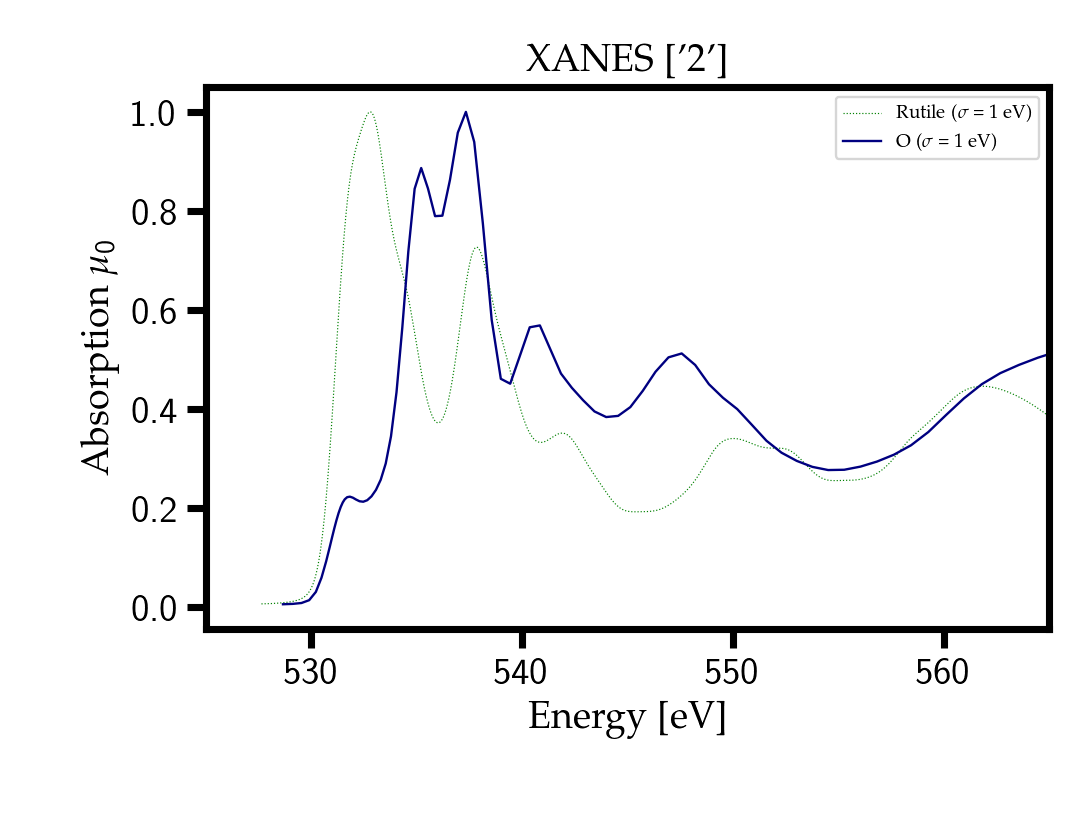 XANES ['2']
Rutile (σ = 1 eV)
O (σ = 1 eV)
1.0
0.8
0.6
0.4
0.2
0.0
Absorption μ₀
530
540
550
560
Energy [eV]